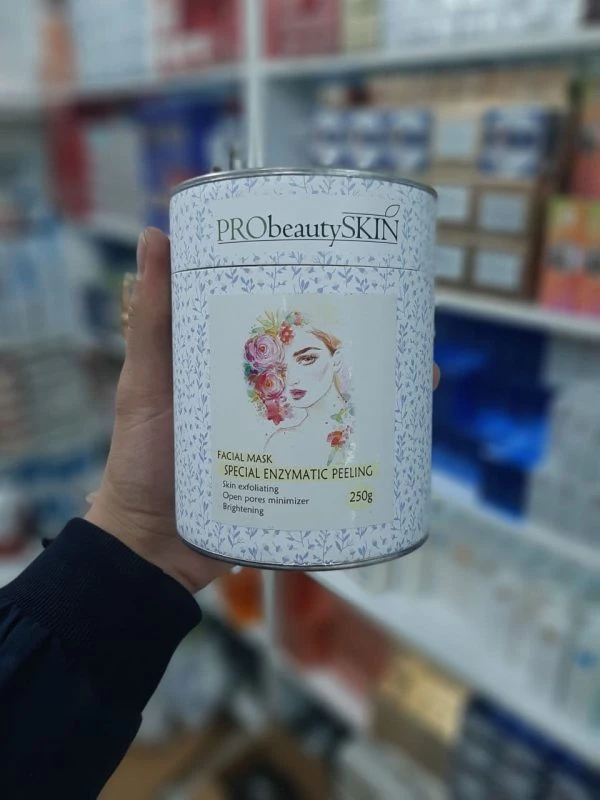 PRObeautySKIN
FACIAL MASK
SPECIAL ENZYMATIC PEELING
Skin exfoliating
Open pores minimizer
Brightening
250g